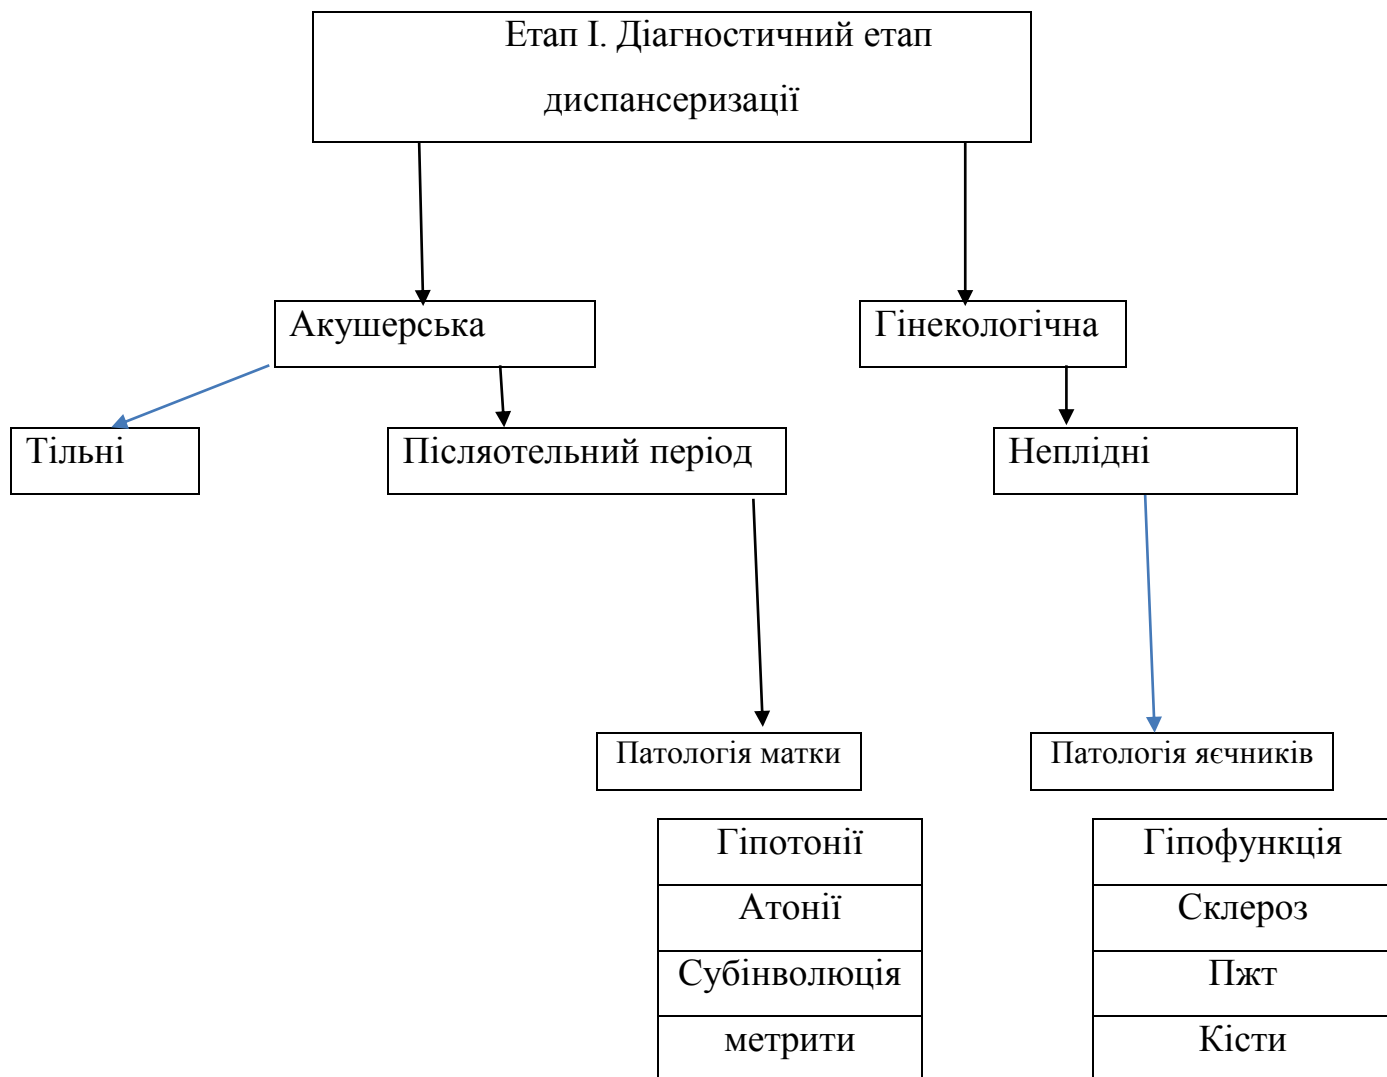 Етап І. Діагностичний етап
диспансеризації
Акушерська
Гінекологічна
Тільні
Післяотельний період
Неплідні
Патологія матки
Патологія яєчників
Гіпотонії
Гіпофункція
Атонії
Склероз
Субінволюція
Пжт
метрити
Кісти